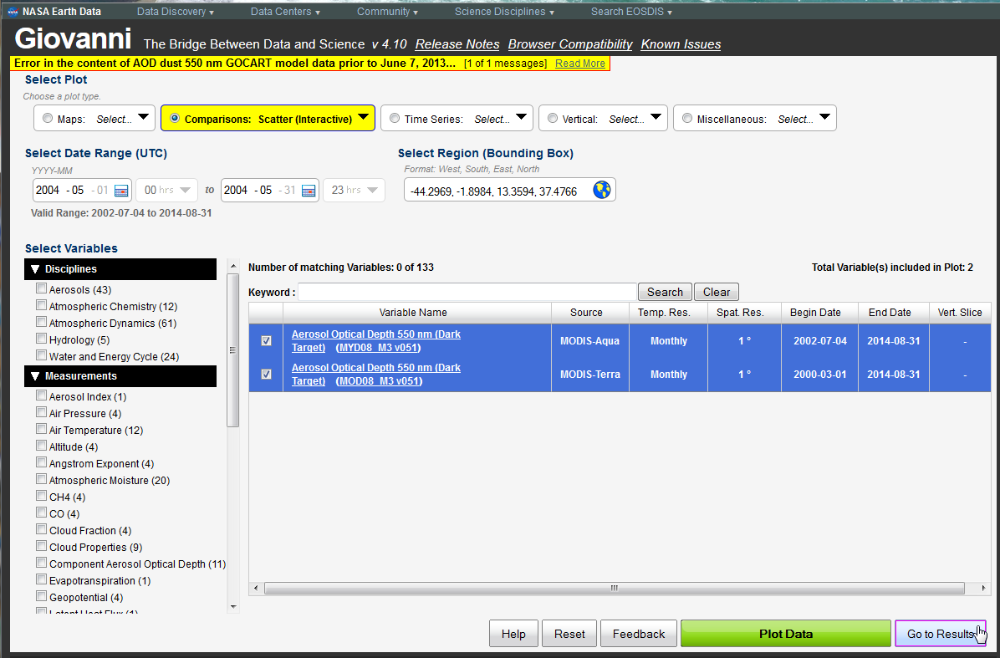 NASA Earth Data Data Discovery ▾ Data Centers ▾ Community ▾ Science Disciplines ▾ Search EOSDIS ▾
Giovanni The Bridge Between Data and Science v 4.10 Release Notes Browser Compatibility Known Issues
Error in the content of AOD dust 550 nm GOCART model data prior to June 7, 2013... [1 of 1 messages] Read More
Select Plot
Choose a plot type.
Maps: Select... Comparisons: Scatter (Interactive) Time Series: Select... Vertical: Select... Miscellaneous: Select...
Select Date Range (UTC)
YYYY-MM
2004 - 05 - 01 00 hrs to 2004 - 05 - 31 23 hrs
Valid Range: 2002-07-04 to 2014-08-31
Select Region (Bounding Box)
Format: West, South, East, North
-44.2969, -1.8984, 13.3594, 37.4766
Select Variables
Disciplines
Aerosols (43)
Atmospheric Chemistry (12)
Atmospheric Dynamics (61)
Hydrology (5)
Water and Energy Cycle (24)
Measurements
Aerosol Index (1)
Air Pressure (4)
Air Temperature (12)
Altitude (4)
Angstrom Exponent (4)
Atmospheric Moisture (20)
CH4 (4)
CO (4)
Cloud Fraction (4)
Cloud Properties (9)
Component Aerosol Optical Depth (11)
Evapotranspiration (1)
Geopotential (4)
Latent Heat Flux (1)
Number of matching Variables: 0 of 133 Total Variable(s) included in Plot: 2
Keyword : Search Clear
Variable Name Source Temp. Res. Spat. Res. Begin Date End Date Vert. Slice
Aerosol Optical Depth 550 nm (Dark
Target) (MYD08_M3 v051) MODIS-Aqua Monthly 1 ° 2002-07-04 2014-08-31 -
Aerosol Optical Depth 550 nm (Dark
Target) (MOD08_M3 v051) MODIS-Terra Monthly 1 ° 2000-03-01 2014-08-31 -
Help Reset Feedback Plot Data Go to Results